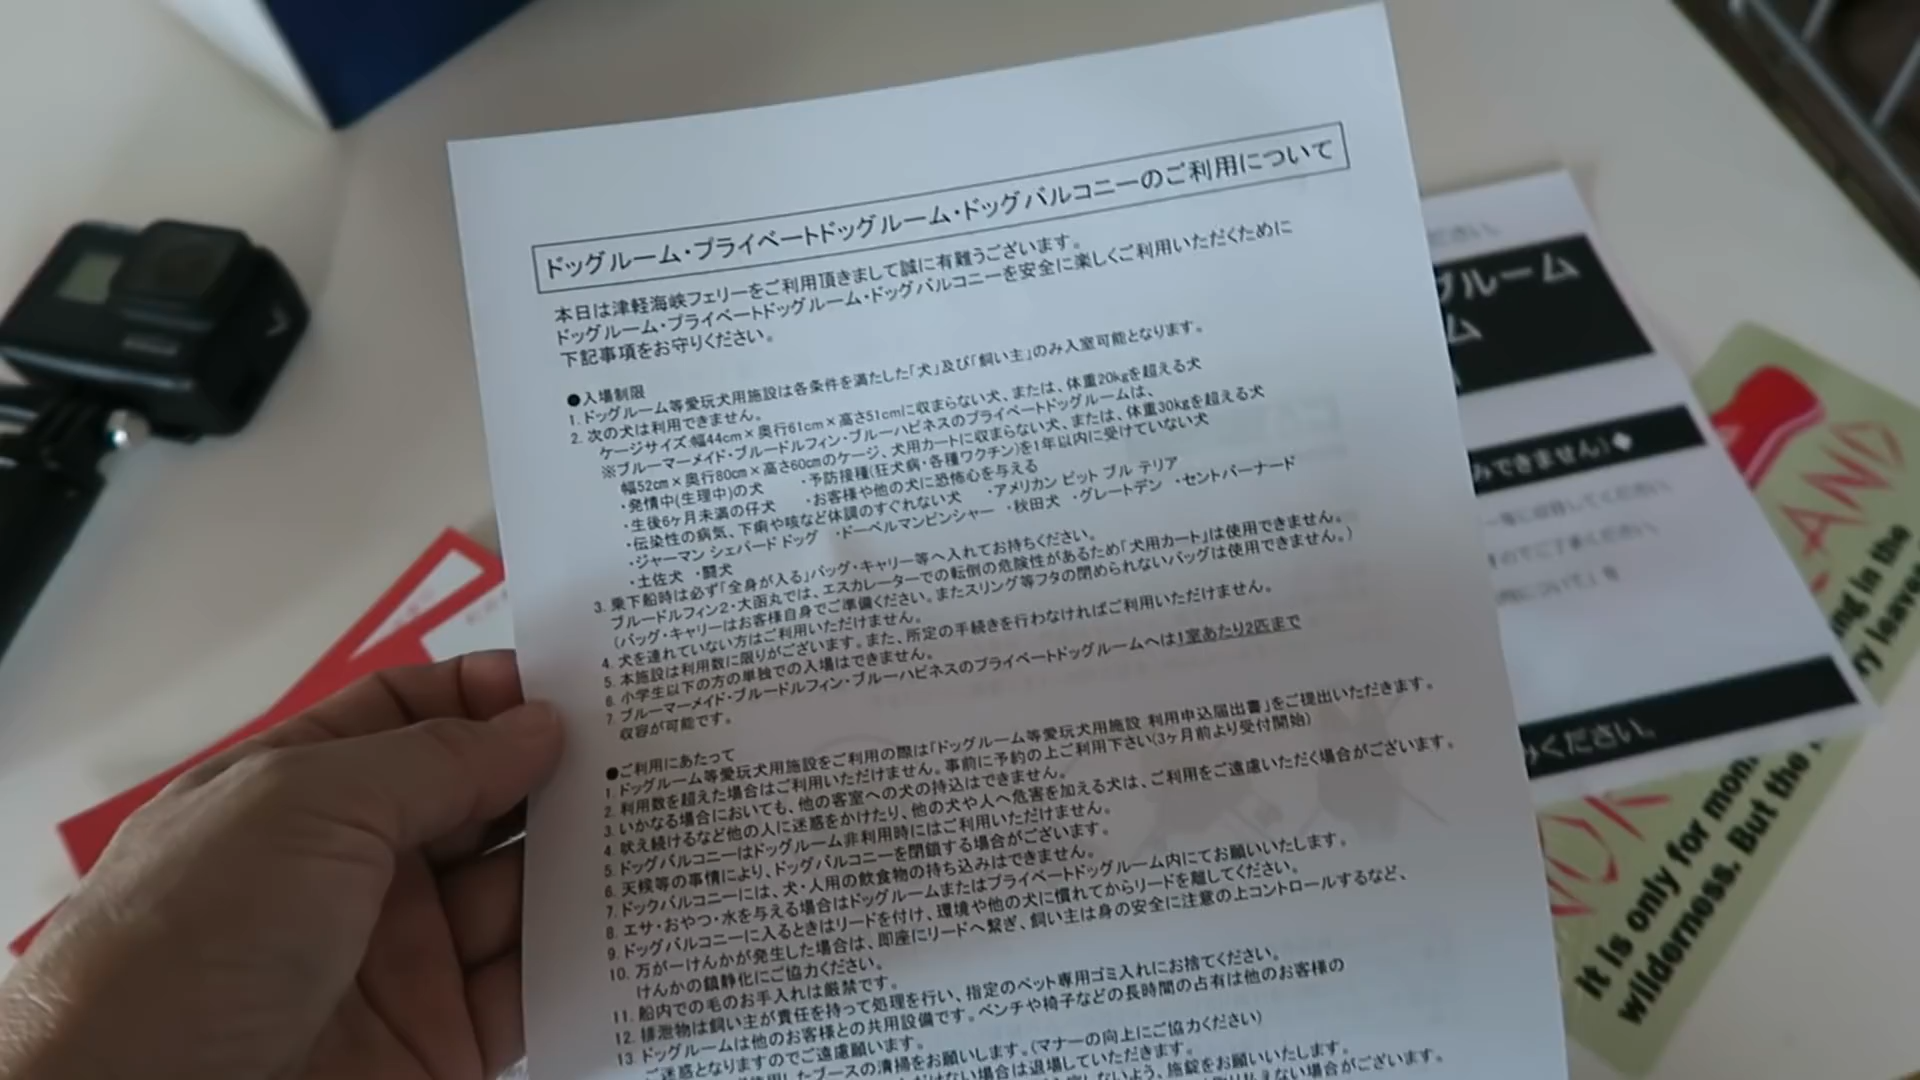 ドッグルーム・プライベートドッグルーム・ドッグバルコニーのご利用について
本日は津軽海峡フェリーをご利用頂きまして誠に有難うございます。
ドッグルーム・プライベートドッグルーム・ドッグバルコニーを安全に楽しくご利用いただくために
下記事項をお守りください。
●入場制限
1. ドッグルーム等愛玩犬用施設は各条件を満たした「犬」及び「飼い主」のみ入室可能となります。
2. 次の犬は利用できません。
ケージサイズ:幅44cm×奥行61cm×高さ51cmに収まらない犬、または、体重20kgを超える犬
※ブルーマーメイド・ブルードルフィン・ブルーハピネスのプライベートドッグルームは、
幅52cm×奥行80cm×高さ60cmのケージ、犬用カートに収まらない犬、または、体重30kgを超える犬
・発情中(生理中)の犬 ・予防接種(狂犬病・各種ワクチン)を1年以内に受けていない犬
・生後6ヶ月未満の仔犬 ・お客様や他の犬に恐怖心を与える
・伝染性の病気、下痢や咳など体調のすぐれない犬 ・アメリカン ピット ブル テリア
・ジャーマン シェパード ドッグ ・ドーベルマンピンシャー ・秋田犬 ・グレートデン ・セントバーナード
・土佐犬 ・闘犬
3. 乗下船時は必ず「全身が入る」バッグ・キャリー等へ入れてお持ちください。
ブルードルフィン2・大函丸では、エスカレーターでの転倒の危険性があるため「犬用カート」は使用できません。
(バッグ・キャリーはお客様自身でご準備ください。またスリング等フタの閉められないバッグは使用できません。)
4. 犬を連れていない方はご利用いただけません。
5. 本施設は利用数に限りがございます。また、所定の手続きを行わなければご利用いただけません。
6. 小学生以下の方の単独での入場はできません。
7. ブルーマーメイド・ブルードルフィン・ブルーハピネスのプライベートドッグルームへは1室あたり2匹まで
収容が可能です。
●ご利用にあたって
1. ドッグルーム等愛玩犬用施設をご利用の際は「ドッグルーム等愛玩犬用施設 利用申込届出書」をご提出いただきます。
2. 利用数を超えた場合はご利用いただけません。事前に予約の上ご利用下さい(3ヶ月前より受付開始)
3. いかなる場合においても、他の客室への犬の持込はできません。
4. 吠え続けるなど他の人に迷惑をかけたり、他の犬や人へ危害を加える犬は、ご利用をご遠慮いただく場合がございます。
5. ドッグバルコニーはドッグルーム非利用時にはご利用いただけません。
6. 天候等の事情により、ドッグバルコニーを閉鎖する場合がございます。
7. ドックバルコニーには、犬・人用の飲食物の持ち込みはできません。
8. エサ・おやつ・水を与える場合はドッグルームまたはプライベートドッグルーム内にてお願いいたします。
9. ドッグバルコニーに入るときはリードを付け、環境や他の犬に慣れてからリードを離してください。
10. 万が一けんかが発生した場合は、即座にリードへ繋ぎ、飼い主は身の安全に注意の上コントロールするなど、
けんかの鎮静化にご協力ください。
11. 船内での毛のお手入れは厳禁です。
12. 排泄物は飼い主が責任を持って処理を行い、指定のペット専用ゴミ入れにお捨てください。
13. ドッグルームは他のお客様との共用設備です。ベンチや椅子などの長時間の占有は他のお客様の
ご迷惑となりますのでご遠慮願います。
ブースの清掃をお願いします。(マナーの向上にご協力ください)
場合は退場していただきます。
しないよう、施錠をお願いいたします。
場合がございます。
ださい。
グルーム
ム
みできません)◆
ください。
AND
ing in the
ry leaves
It is only for mom
wilderness. But the